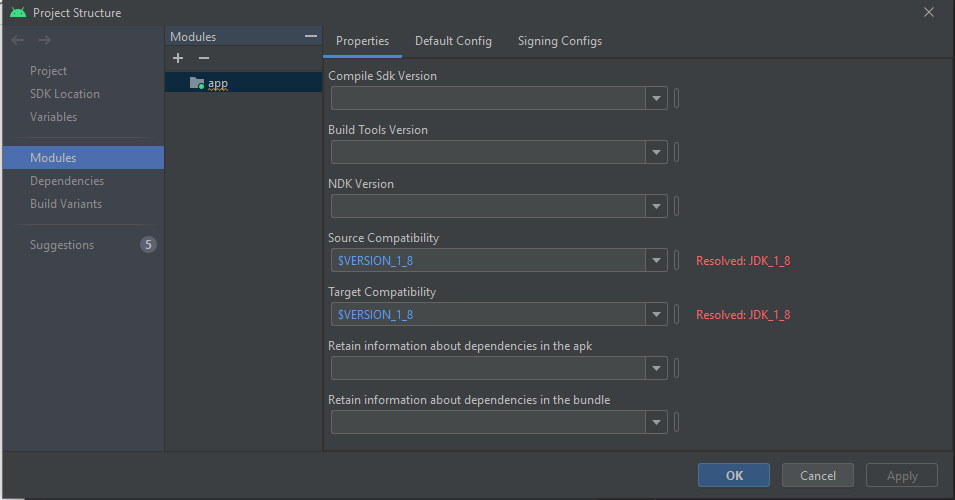 Project Structure
Modules
Properties Default Config Signing Configs
Project
SDK Location
Variables
Modules
Dependencies
Build Variants
Suggestions 5
app
Compile Sdk Version
Build Tools Version
NDK Version
Source Compatibility
$VERSION_1_8 Resolved: JDK_1_8
Target Compatibility
$VERSION_1_8 Resolved: JDK_1_8
Retain information about dependencies in the apk
Retain information about dependencies in the bundle
OK Cancel Apply